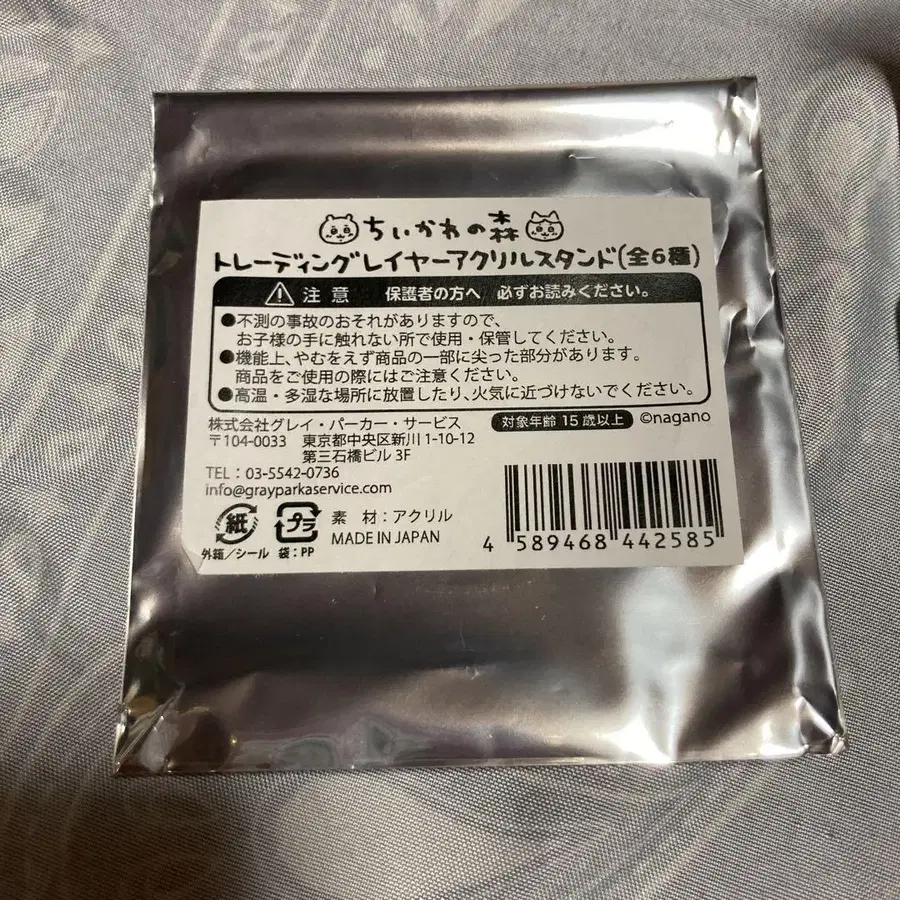 ちいかわの森
トレーディングレイヤーアクリルスタンド(全6種)
注意 保護者の方へ 必ずお読みください。
●不測の事故のおそれがありますので、
お子様の手に触れない所で使用・保管してください。
●機能上、やむをえず商品の一部に尖った部分があります。
商品をご使用の際にはご注意ください。
●高温・多湿な場所に放置したり、火気に近づけないでください。
株式会社グレイ・パーカー・サービス
〒104-0033 東京都中央区新川1-10-12
第三石橋ビル 3F
TEL：03-5542-0736
info@grayparkaservice.com
対象年齢 15歳以上 ©nagano
紙 プラ
外箱／シール 袋：PP
素 材：アクリル
MADE IN JAPAN
4 589468 442585